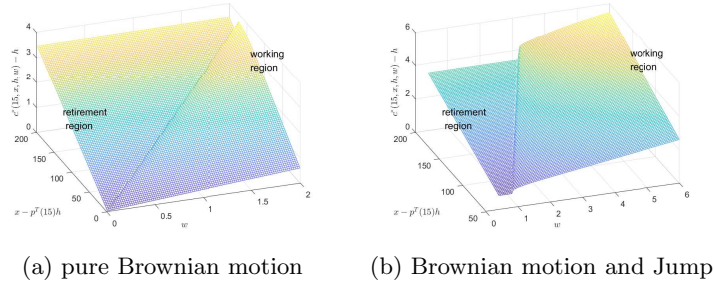 4
3
2
1
0
200
150
100
50
0
0
0.5
1
1.5
2
c*(15, x, h, w) − h
x − p^T(15)h
w
retirement
region
working
region
(a) pure Brownian motion
6
4
2
0
200
150
100
50
0
1
2
3
4
5
6
c*(15, x, h, w) − h
x − p^T(15)h
w
retirement
region
working
region
(b) Brownian motion and Jump